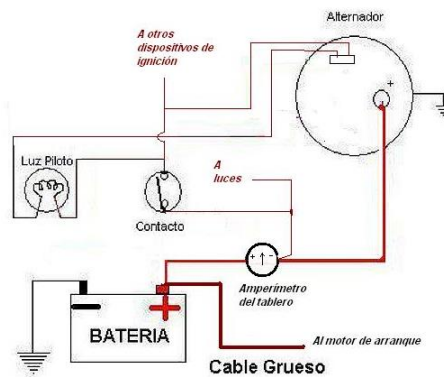 Alternador
A otros
dispositivos de
ignición
+
Luz Piloto
A
luces
Contacto
+ ↑ -
Amperímetro
del tablero
- +
BATERIA
Al motor de arranque
Cable Grueso